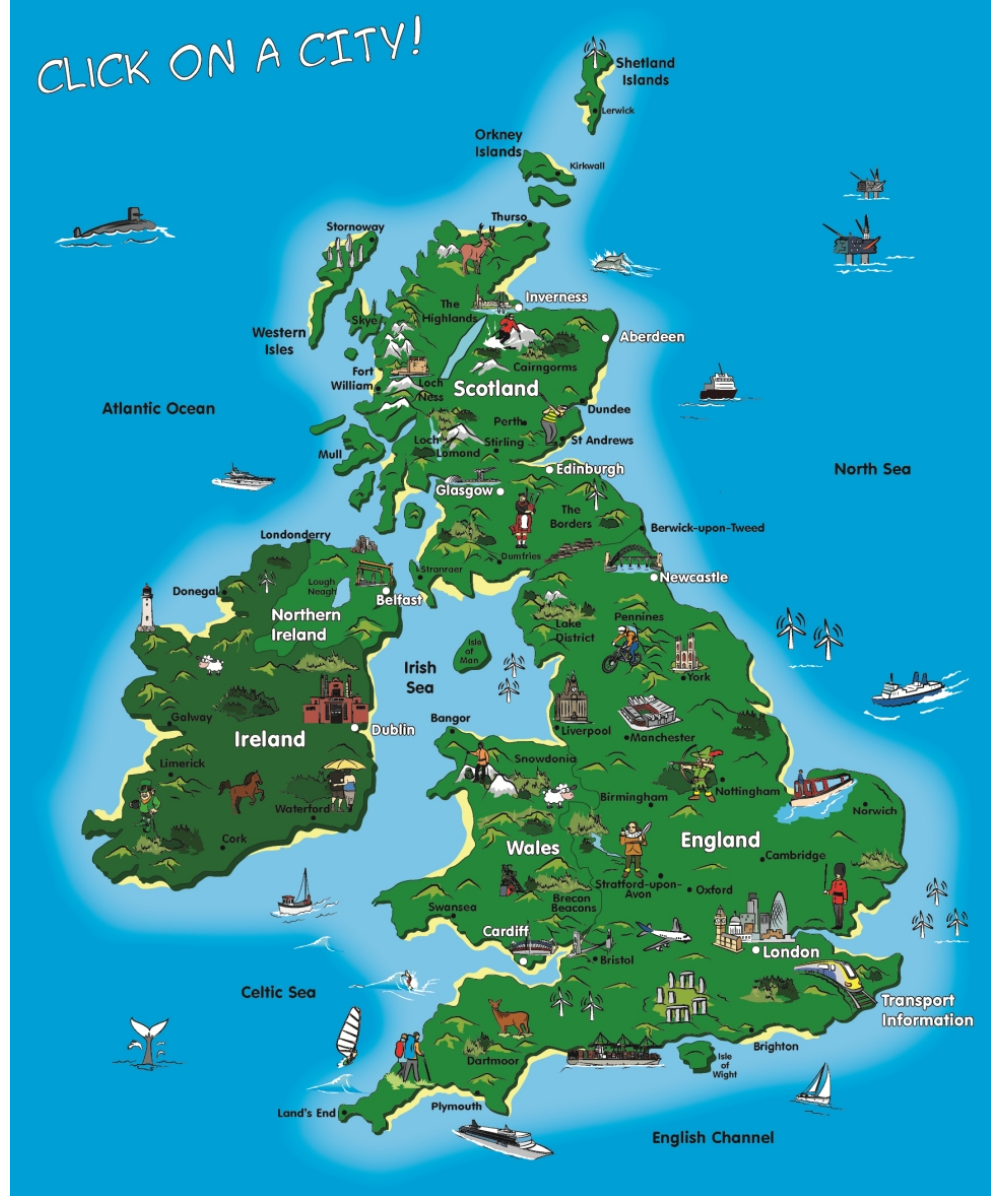 CLICK ON A CITY!
Shetland
Islands
Lerwick
Orkney
Islands
Kirkwall
Thurso
Stornoway
Inverness
The
Highlands
Skye
Western
Isles
Aberdeen
Cairngorms
Fort
William
Loch
Ness
Scotland
Atlantic Ocean
Dundee
Perth
St Andrews
Loch
Lomond
Stirling
Mull
Edinburgh
North Sea
Glasgow
The
Borders
Berwick-upon-Tweed
Londonderry
Dumfries
Stranraer
Newcastle
Donegal
Lough
Neagh
Belfast
Northern
Ireland
Lake
District
Pennines
Isle
of
Man
Irish
Sea
York
Galway
Bangor
Dublin
Liverpool
Manchester
Ireland
Limerick
Snowdonia
Nottingham
Birmingham
Waterford
Norwich
Cork
Wales
England
Cambridge
Stratford-upon-
Avon
Oxford
Brecon
Beacons
Swansea
Cardiff
London
Bristol
Celtic Sea
Transport
Information
Brighton
Dartmoor
Isle
of
Wight
Plymouth
Land's End
English Channel